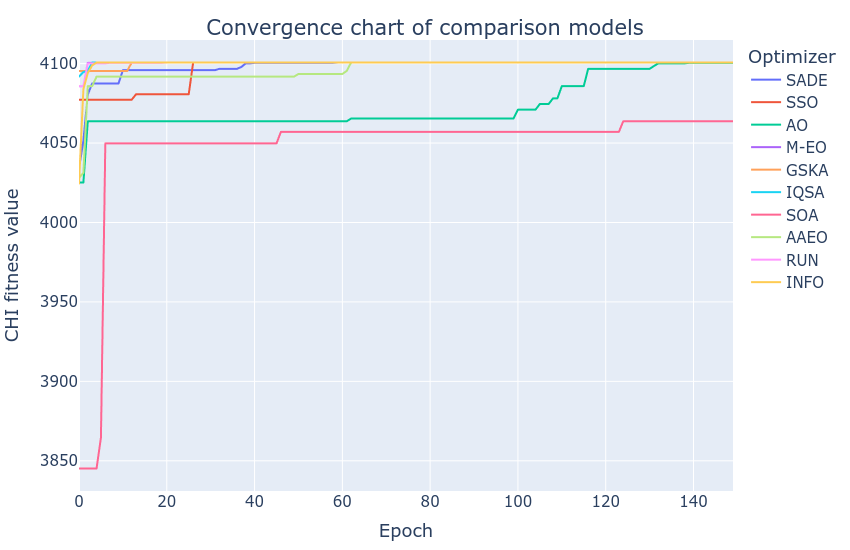 Convergence chart of comparison models
CHI fitness value
4100
4050
4000
3950
3900
3850
0 20 40 60 80 100 120 140
Epoch
Optimizer
SADE
SSO
AO
M-EO
GSKA
IQSA
SOA
AAEO
RUN
INFO